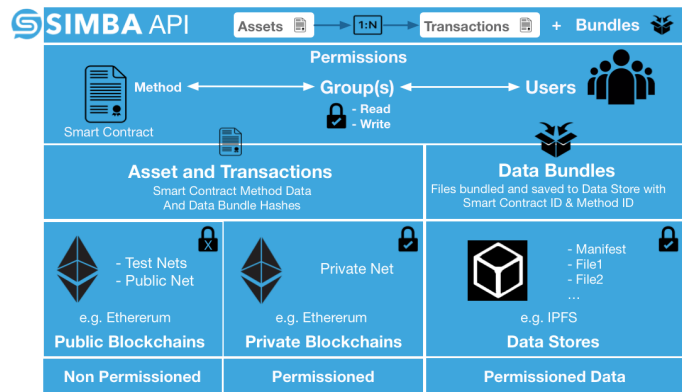 SIMBA API
Assets
1:N
Transactions
+ Bundles
Permissions
Method
Group(s)
Users
- Read
- Write
Smart Contract
Asset and Transactions
Smart Contract Method Data
And Data Bundle Hashes
Data Bundles
Files bundled and saved to Data Store with
Smart Contract ID & Method ID
- Test Nets
- Public Net
e.g. Ethererum
Public Blockchains
Private Net
e.g. Ethererum
Private Blockchains
- Manifest
- File1
- File2
...
e.g. IPFS
Data Stores
Non Permissioned
Permissioned
Permissioned Data